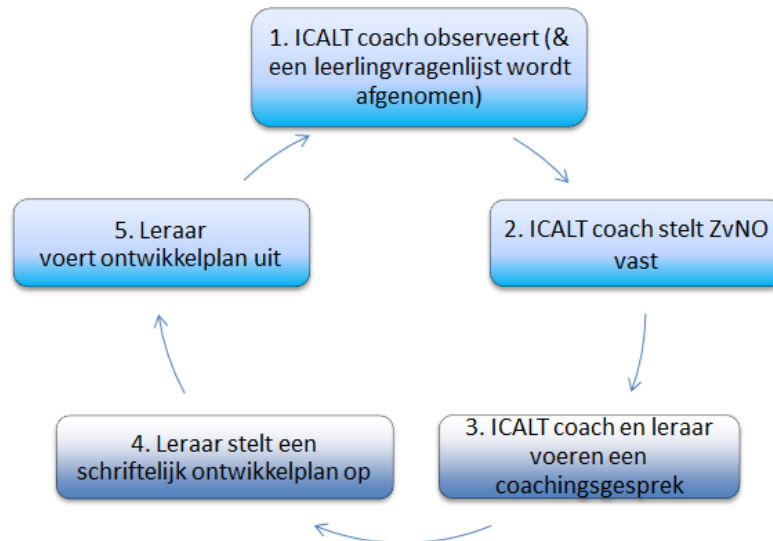 1. ICALT coach observeert (&
een leerlingvragenlijst wordt
afgenomen)
2. ICALT coach stelt ZvNO
vast
3. ICALT coach en leraar
voeren een
coachingsgesprek
4. Leraar stelt een
schriftelijk ontwikkelplan op
5. Leraar
voert ontwikkelplan uit